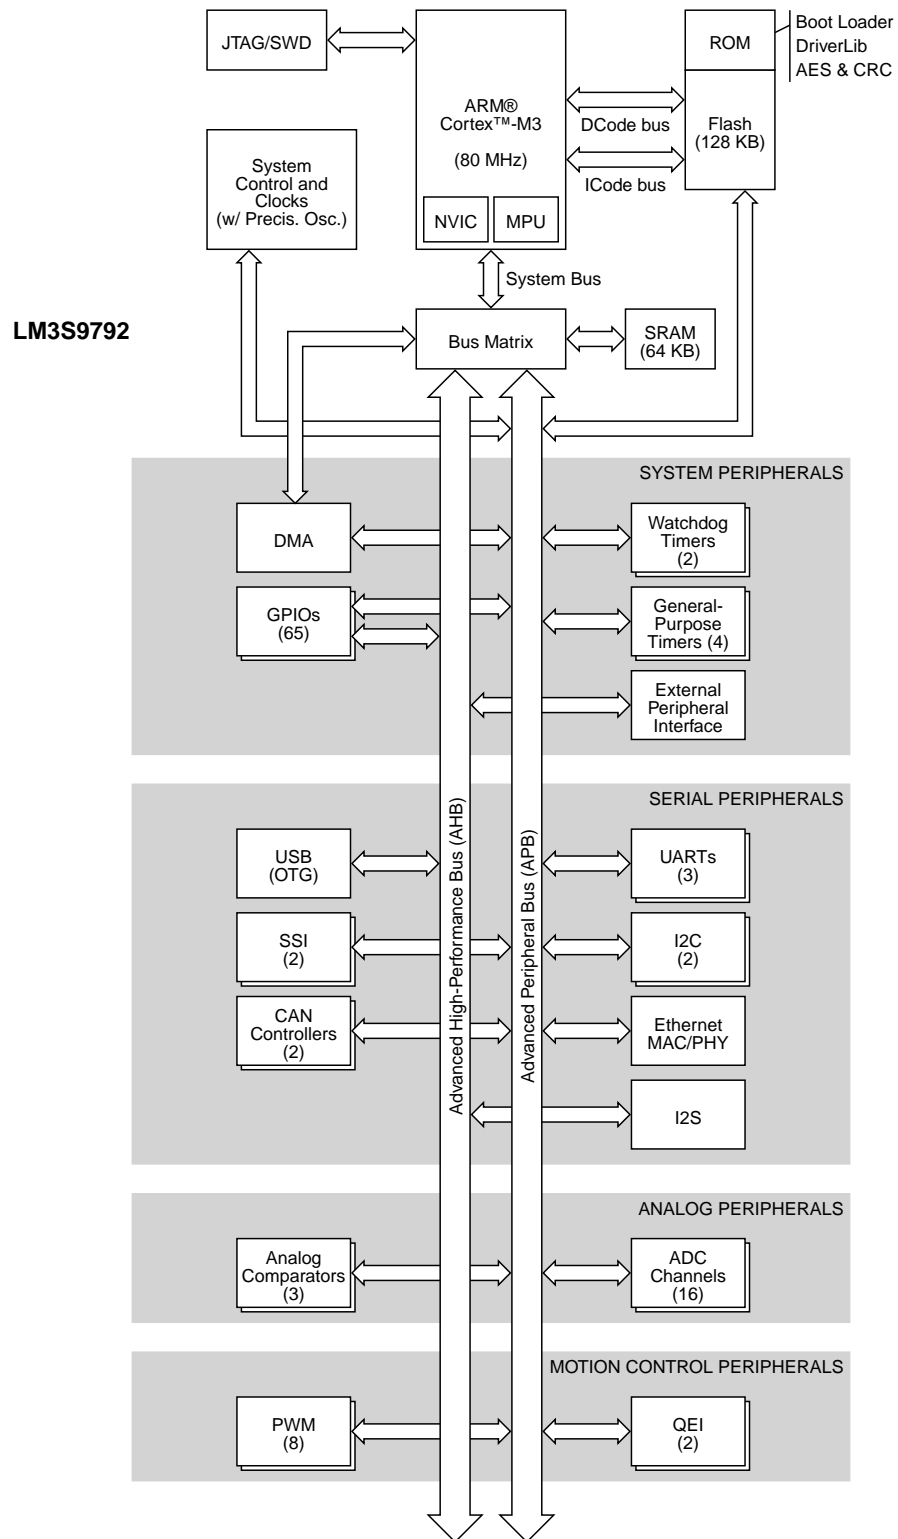 JTAG/SWD
ARM®
Cortex™-M3
(80 MHz)
NVIC
MPU
ROM
Boot Loader
DriverLib
AES & CRC
Flash
(128 KB)
DCode bus
ICode bus
System
Control and
Clocks
(w/ Precis. Osc.)
System Bus
LM3S9792
Bus Matrix
SRAM
(64 KB)
SYSTEM PERIPHERALS
DMA
Watchdog
Timers
(2)
GPIOs
(65)
General-
Purpose
Timers (4)
External
Peripheral
Interface
Advanced High-Performance Bus (AHB)
Advanced Peripheral Bus (APB)
SERIAL PERIPHERALS
USB
(OTG)
UARTs
(3)
SSI
(2)
I2C
(2)
CAN
Controllers
(2)
Ethernet
MAC/PHY
I2S
ANALOG PERIPHERALS
Analog
Comparators
(3)
ADC
Channels
(16)
MOTION CONTROL PERIPHERALS
PWM
(8)
QEI
(2)